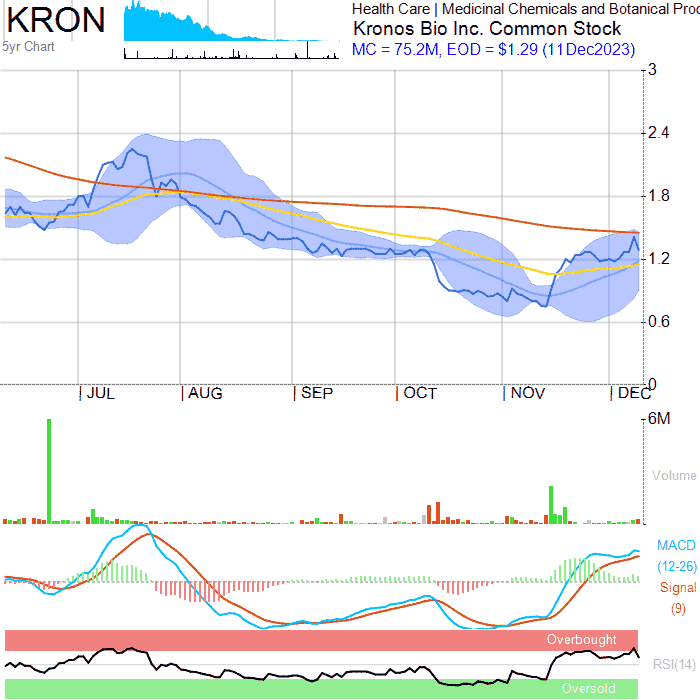 KRON
5yr Chart
Health Care | Medicinal Chemicals and Botanical Proc
Kronos Bio Inc. Common Stock
MC = 75.2M, EOD = $1.29 (11Dec2023)
3
2.4
1.8
1.2
0.6
0
| JUL | AUG | SEP | OCT | NOV | DEC
6M
Volume
MACD
(12-26)
Signal
(9)
Overbought
RSI(14)
Oversold